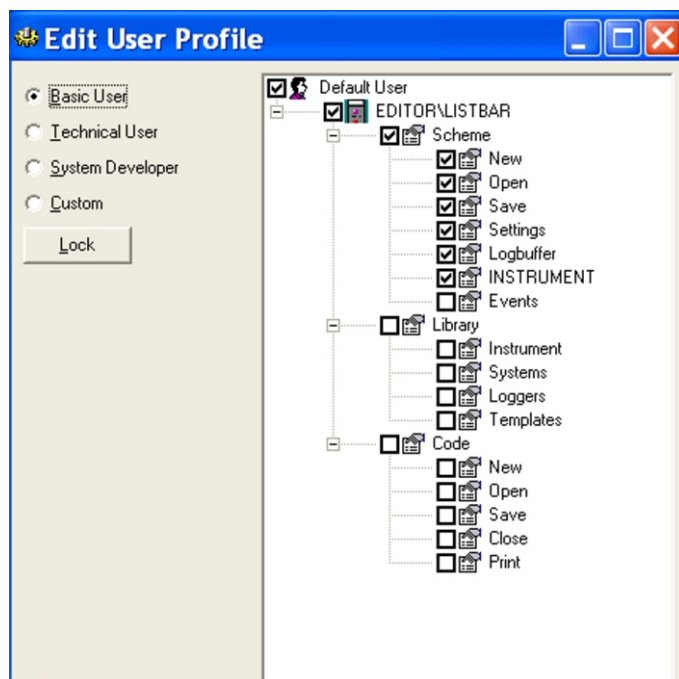 Edit User Profile
Basic User
Technical User
System Developer
Custom
Lock
Default User
EDITOR\LISTBAR
Scheme
New
Open
Save
Settings
Logbuffer
INSTRUMENT
Events
Library
Instrument
Systems
Loggers
Templates
Code
New
Open
Save
Close
Print